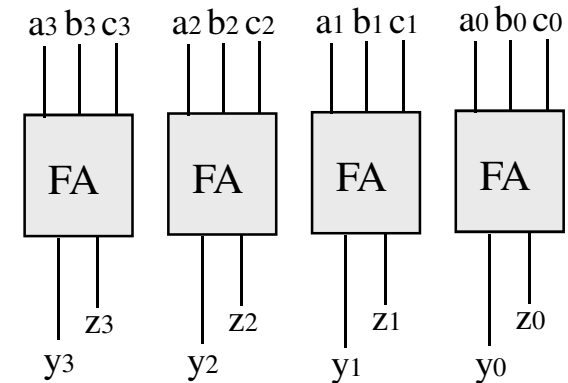 a3 b3 c3 a2 b2 c2 a1 b1 c1 a0 b0 c0
FA FA FA FA
z3 z2 z1 z0
y3 y2 y1 y0